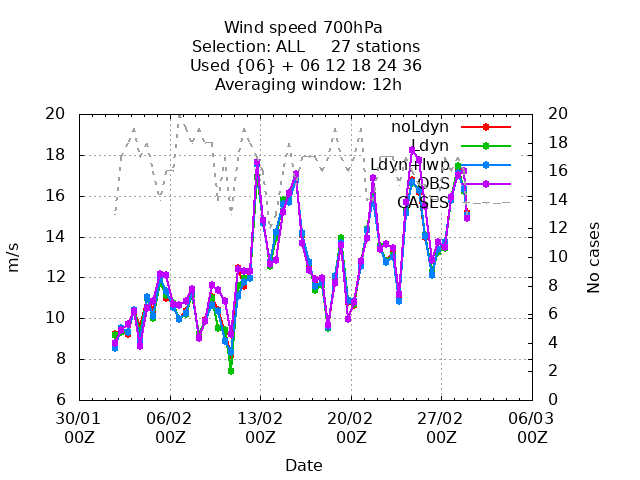 Wind speed 700hPa
Selection: ALL 27 stations
Used {06} + 06 12 18 24 36
Averaging window: 12h
20 20
18 18
16 16
14 14
12 12
10 10
8 8
6 6
4
2
0
m/s
No cases
noLdyn
Ldyn
Ldyn+lwp
OBS
CASES
30/01 06/02 13/02 20/02 27/02 06/03
00Z 00Z 00Z 00Z 00Z 00Z
Date